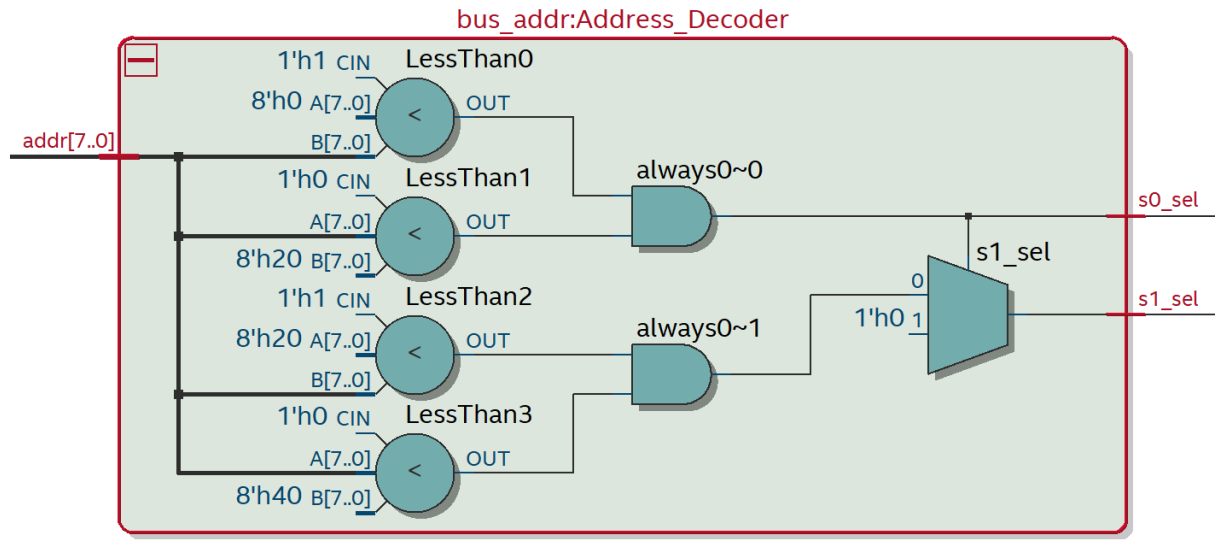 bus_addr:Address_Decoder
1'h1 CIN LessThan0
8'h0 A[7..0] < OUT
addr[7..0] B[7..0]
1'h0 CIN LessThan1 always0~0
A[7..0] < OUT s0_sel
8'h20 B[7..0] s1_sel
1'h1 CIN LessThan2 0 s1_sel
8'h20 A[7..0] < OUT always0~1 1'h0 1
B[7..0]
1'h0 CIN LessThan3
A[7..0] < OUT
8'h40 B[7..0]